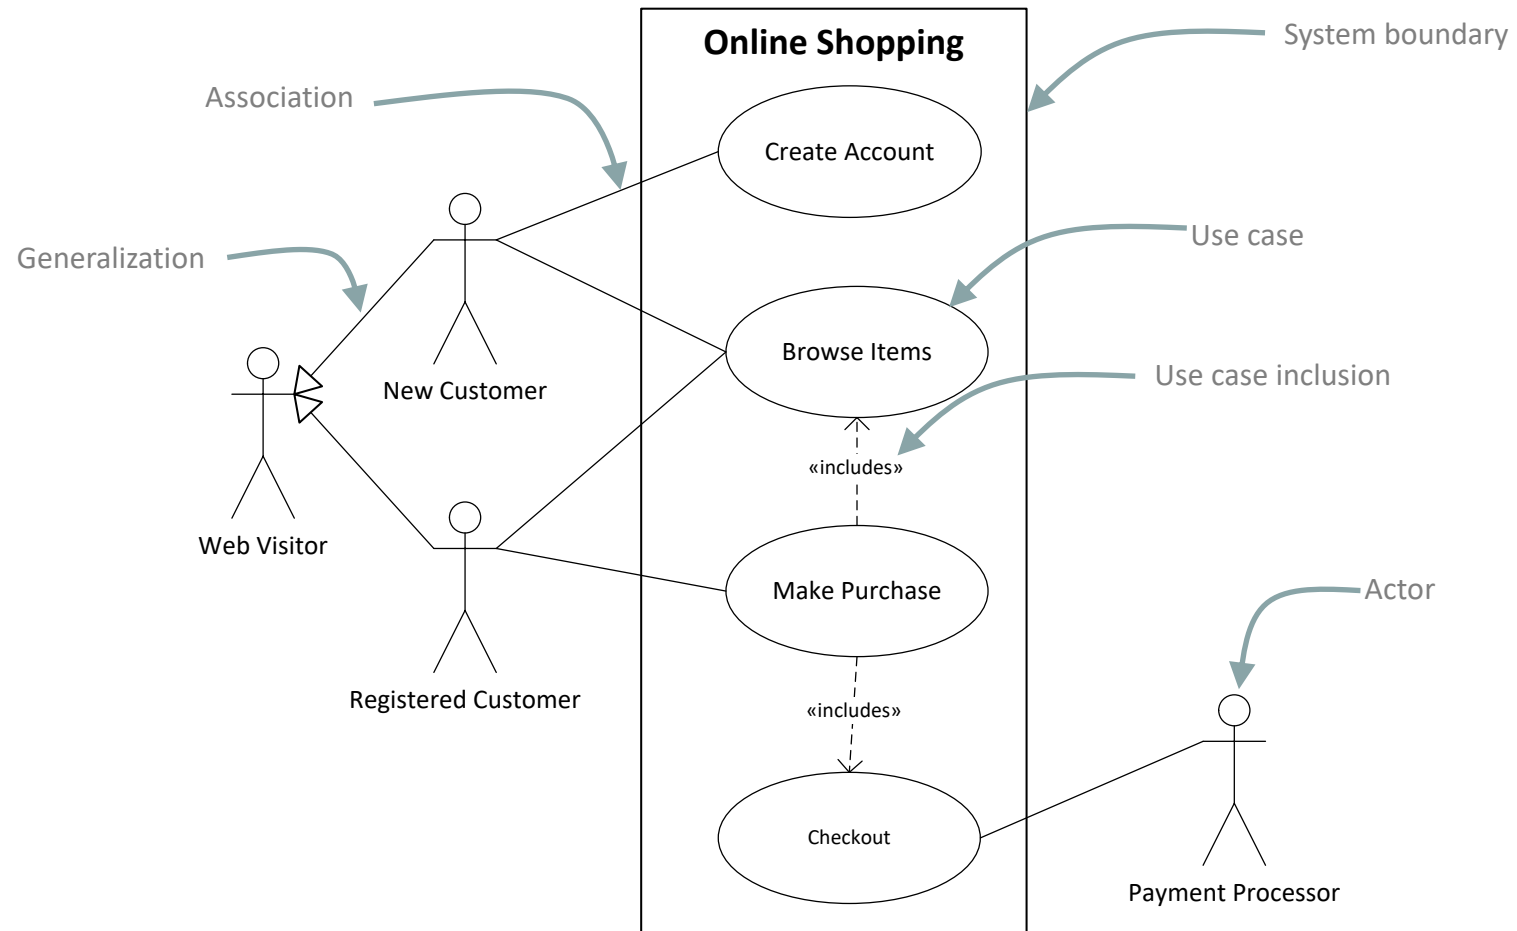 Online Shopping
System boundary
Association
Create Account
Use case
Generalization
Browse Items
New Customer
Use case inclusion
«includes»
Web Visitor
Make Purchase
Actor
Registered Customer
«includes»
Checkout
Payment Processor